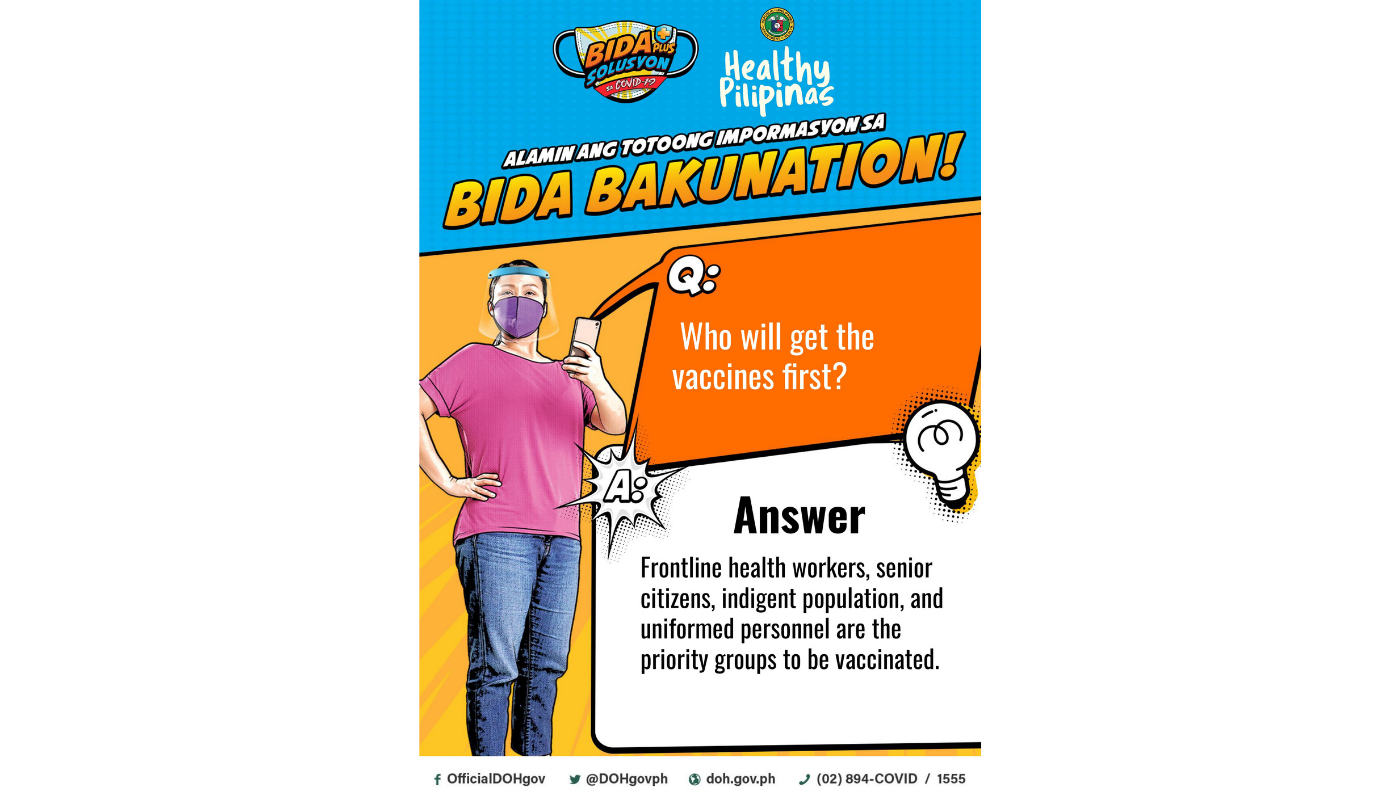 BIDA PLUS
SOLUSYON
sa COVID-19
Healthy
Pilipinas
ALAMIN ANG TOTOONG IMPORMASYON SA
BIDA BAKUNATION!
Q:
Who will get the
vaccines first?
A:
Answer
Frontline health workers, senior
citizens, indigent population, and
uniformed personnel are the
priority groups to be vaccinated.
OfficialDOHgov @DOHgovph doh.gov.ph (02) 894-COVID / 1555